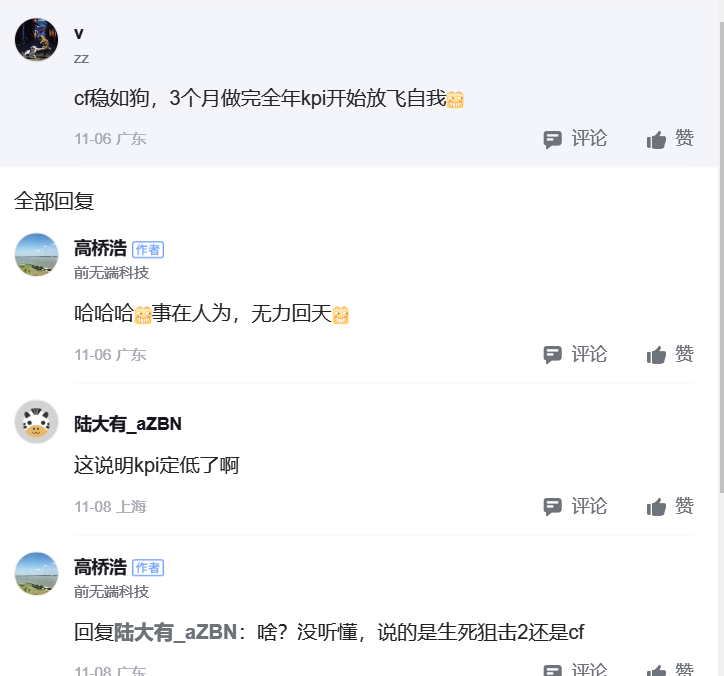 v
zz
cf稳如狗，3个月做完全年kpi开始放飞自我
11-06 广东 评论 赞
全部回复
高桥浩 作者
前无端科技
哈哈哈事在人为，无力回天
11-06 广东 评论 赞
陆大有_aZBN
这说明kpi定低了啊
11-08 上海 评论 赞
高桥浩 作者
前无端科技
回复陆大有_aZBN：啥？没听懂，说的是生死狙击2还是cf
11-08 广东 评论 赞